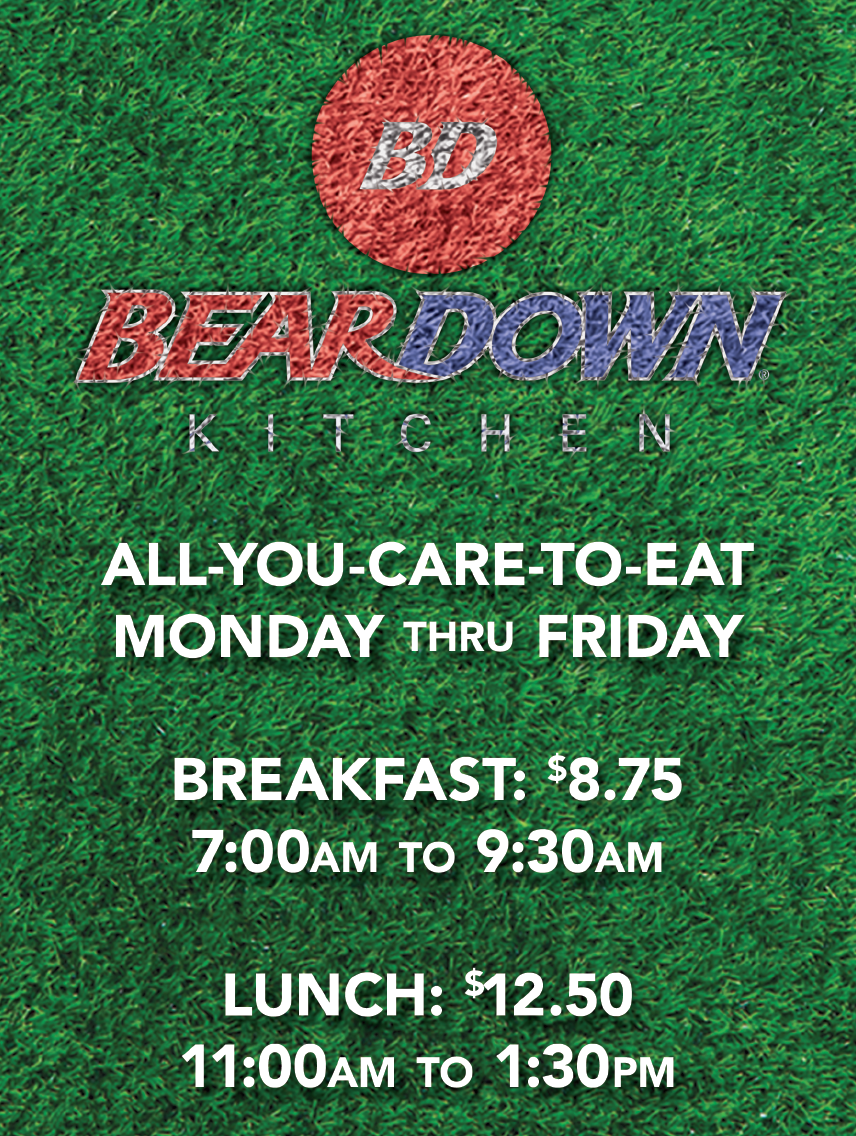 BD
BEARDOWN®
KITCHEN
ALL-YOU-CARE-TO-EAT
MONDAY THRU FRIDAY
BREAKFAST: $8.75
7:00AM TO 9:30AM
LUNCH: $12.50
11:00AM TO 1:30PM